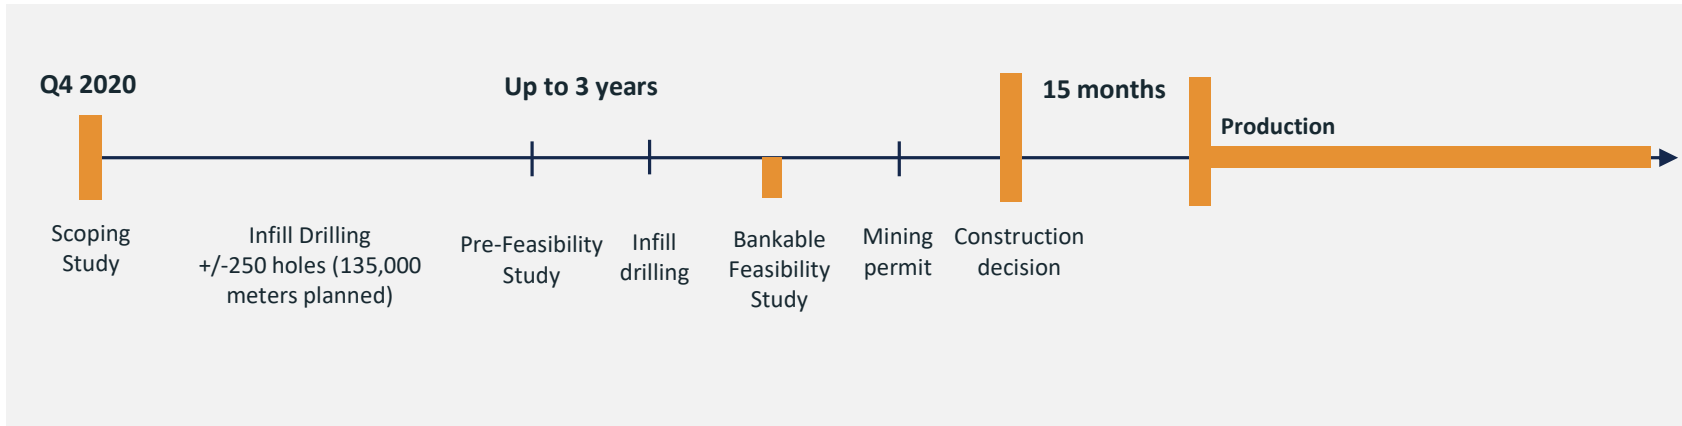 Q4 2020
Up to 3 years
15 months
Production
Scoping
Study
Infill Drilling
+/-250 holes (135,000
meters planned)
Pre-Feasibility
Study
Infill
drilling
Bankable
Feasibility
Study
Mining
permit
Construction
decision